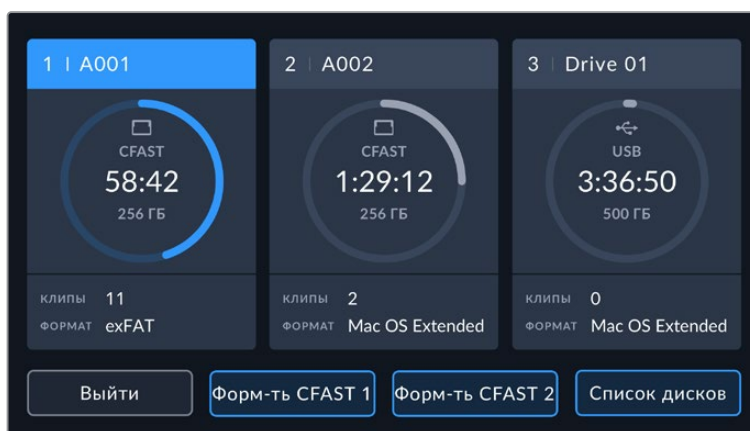 1 | A001
CFAST
58:42
256 ГБ
клипы 11
ФОРМАТ exFAT
2 | A002
CFAST
1:29:12
256 ГБ
клипы 2
ФОРМАТ Mac OS Extended
3 | Drive 01
USB
3:36:50
500 ГБ
клипы 0
ФОРМАТ Mac OS Extended
Выйти
Форм-ть CFAST 1
Форм-ть CFAST 2
Список дисков